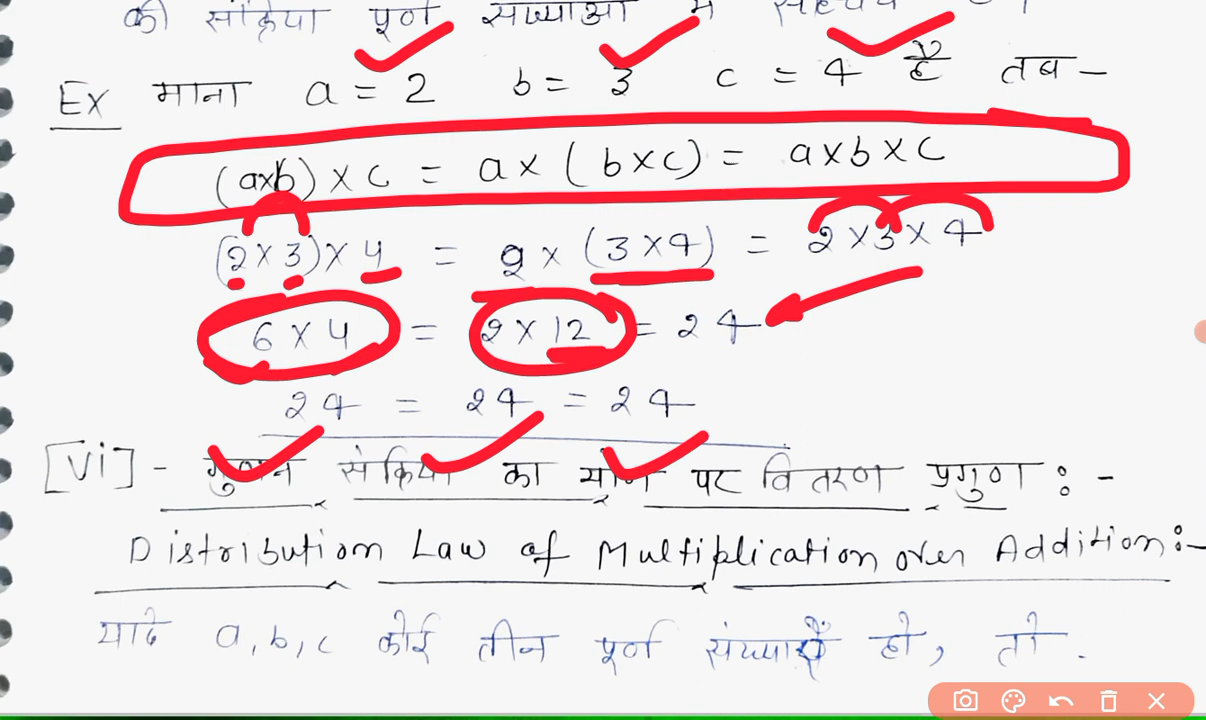 की संक्रिया पूर्ण संख्याओं में
Ex माना a = 2 b = 3 c = 4 है तब-
(a×b) × c = a × ( b × c) = a × b × c
(2 × 3) × 4 = 2 × (3 × 4) = 2 × 3 × 4
6 × 4 = 2 × 12 = 24
24 = 24 = 24
[Vi] - गुणन संक्रिया का योग पर वितरण प्रगुण : -
Distribution Law of Multiplication over Addition:-
यादि a, b, c कोई तीन पूर्ण संख्याएँ हो, तो.